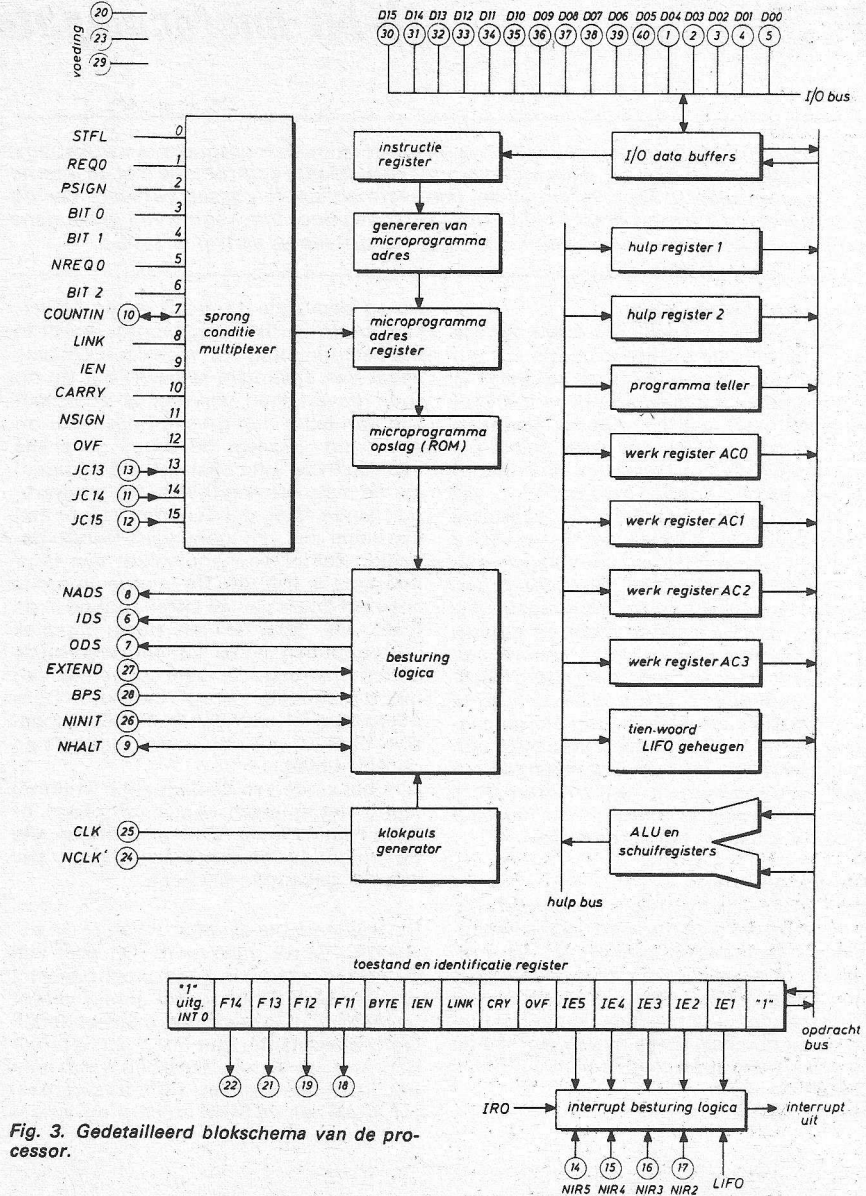 voeding
20
23
29
D15 D14 D13 D12 D11 D10 D09 D08 D07 D06 D05 D04 D03 D02 D01 D00
30 31 32 33 34 35 36 37 38 39 40 1 2 3 4 5
I/O bus
STFL 0
REQ0 1
PSIGN 2
BIT 0 3
BIT 1 4
NREQ0 5
BIT 2 6
COUNTIN 10 7
LINK 8
IEN 9
CARRY 10
NSIGN 11
OVF 12
JC13 13 13
JC14 11 14
JC15 12 15
sprong
conditie
multiplexer
instructie
register
genereren van
microprogramma
adres
microprogramma
adres
register
microprogramma
opslag (ROM)
I/O data buffers
hulp register 1
hulp register 2
programma teller
werk register AC0
werk register AC1
werk register AC2
werk register AC3
tien-woord
LIFO geheugen
ALU en
schuifregisters
hulp bus
NADS 8
IDS 6
ODS 7
EXTEND 27
BPS 28
NINIT 26
NHALT 9
besturing
logica
CLK 25
NCLK 24
klokpuls
generator
toestand en identificatie register
"1"
uitg.
INT 0
F14 F13 F12 F11 BYTE IEN LINK CRY OVF IE5 IE4 IE3 IE2 IE1 "1"
opdracht
bus
22 21 19 18
IRO
interrupt besturing logica
interrupt
uit
14 15 16 17
NIR5 NIR4 NIR3 NIR2 LIFO
Fig. 3. Gedetailleerd blokschema van de pro-
cessor.